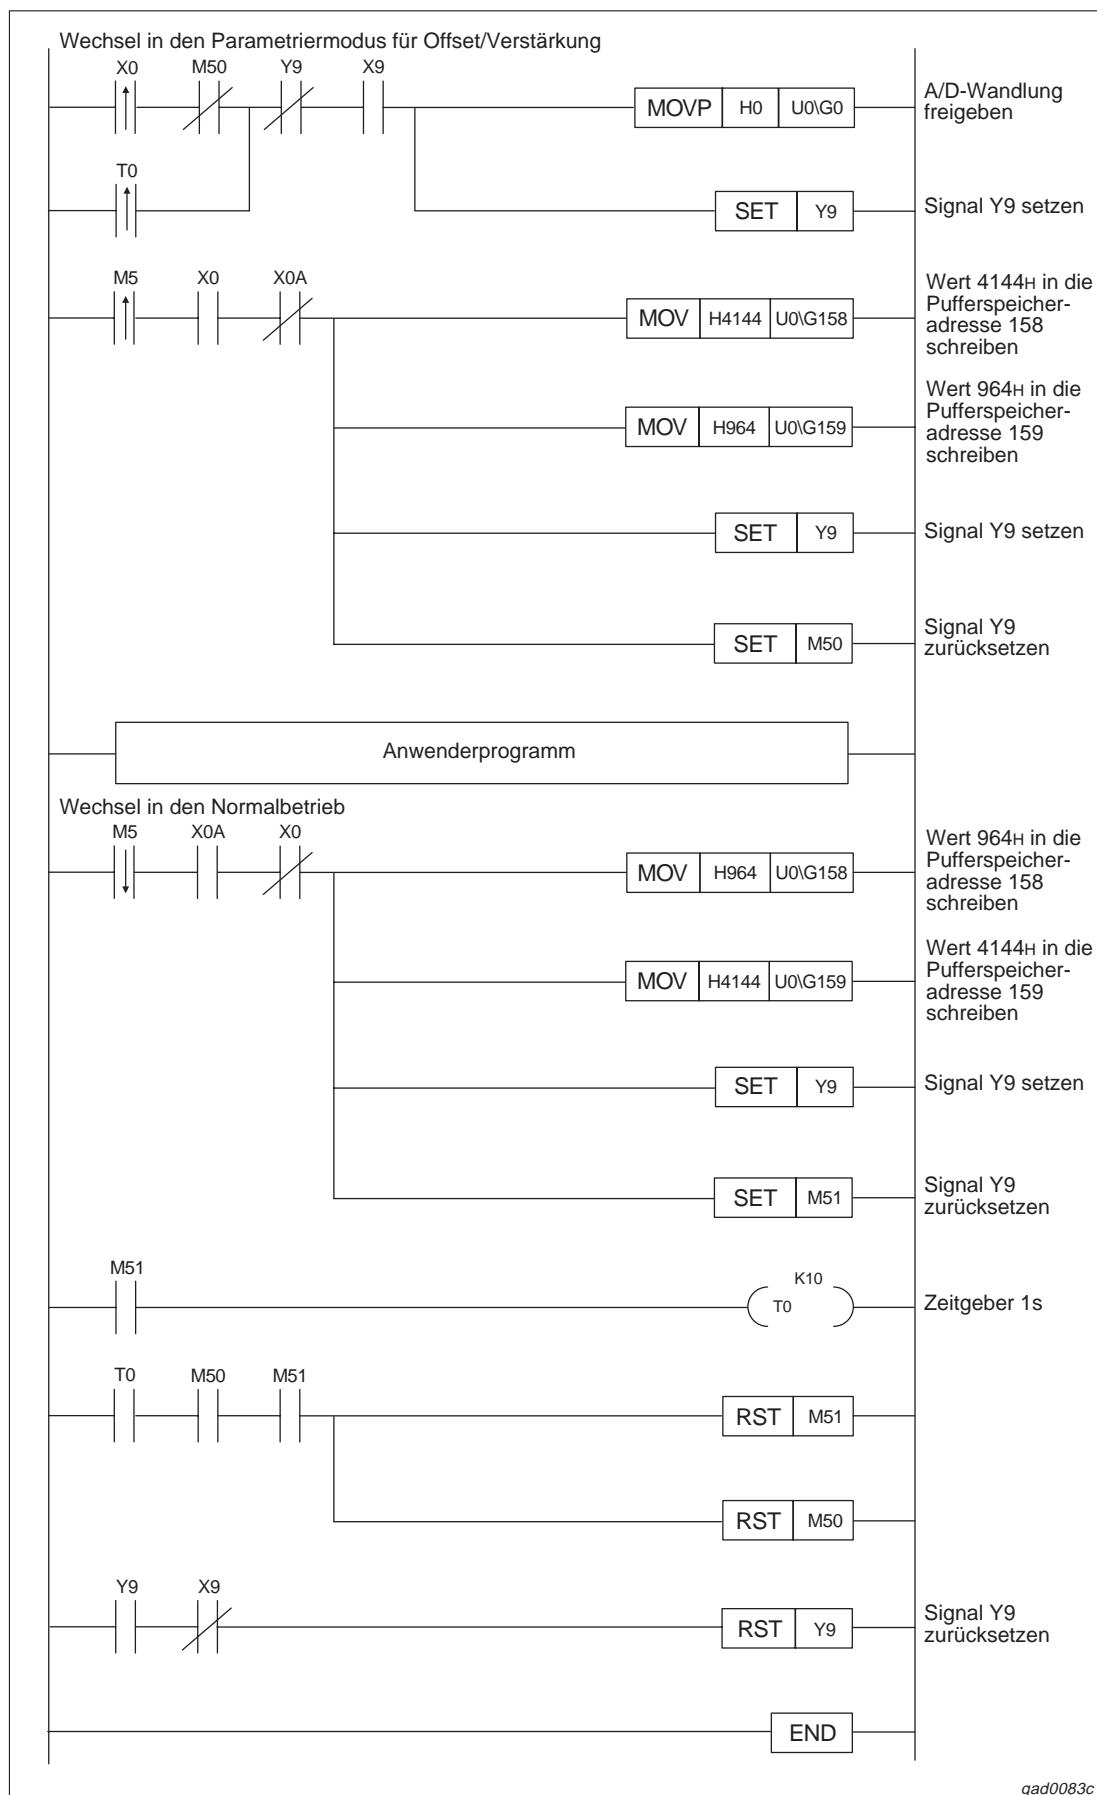 Wechsel in den Parametriermodus für Offset/Verstärkung
X0 M50 Y9 X9
MOVP H0 U0\G0
A/D-Wandlung
freigeben
T0
SET Y9
Signal Y9 setzen
M5 X0 X0A
MOV H4144 U0\G158
Wert 4144H in die
Pufferspeicher-
adresse 158
schreiben
MOV H964 U0\G159
Wert 964H in die
Pufferspeicher-
adresse 159
schreiben
SET Y9
Signal Y9 setzen
SET M50
Signal Y9
zurücksetzen
Anwenderprogramm
Wechsel in den Normalbetrieb
M5 X0A X0
MOV H964 U0\G158
Wert 964H in die
Pufferspeicher-
adresse 158
schreiben
MOV H4144 U0\G159
Wert 4144H in die
Pufferspeicher-
adresse 159
schreiben
SET Y9
Signal Y9 setzen
SET M51
Signal Y9
zurücksetzen
M51
K10
T0
Zeitgeber 1s
T0 M50 M51
RST M51
RST M50
Y9 X9
RST Y9
Signal Y9
zurücksetzen
END
qad0083c